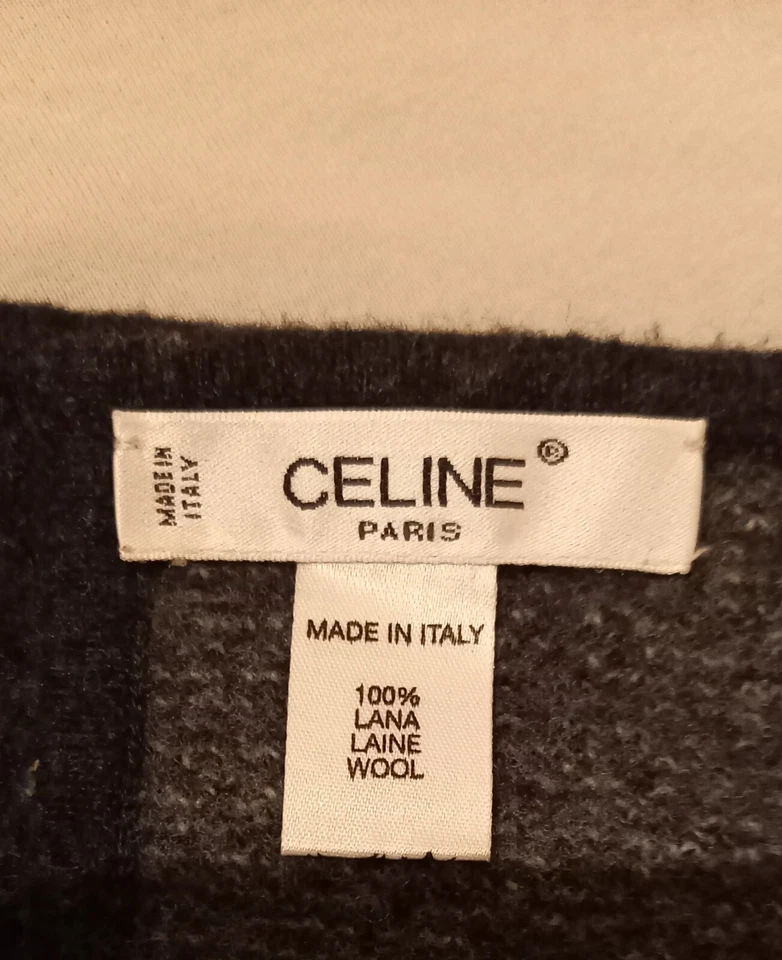 MADE IN
ITALY
CELINE®
PARIS
MADE IN ITALY
100%
LANA
LAINE
WOOL